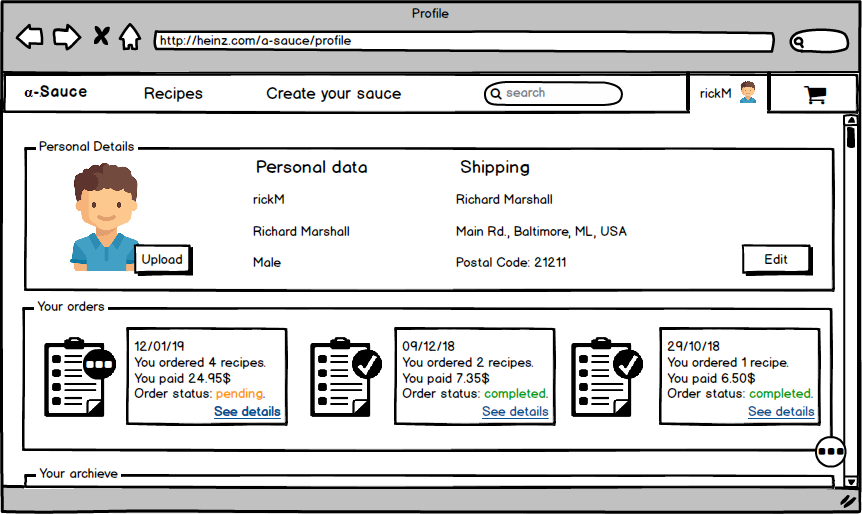 Profile
http://heinz.com/a-sauce/profile
α-Sauce
Recipes
Create your sauce
search
rickM
Personal Details
Personal data
Shipping
rickM
Richard Marshall
Richard Marshall
Main Rd., Baltimore, ML, USA
Upload
Male
Postal Code: 21211
Edit
Your orders
12/01/19
You ordered 4 recipes.
You paid 24.95$
Order status: pending.
See details
09/12/18
You ordered 2 recipes.
You paid 7.35$
Order status: completed.
See details
29/10/18
You ordered 1 recipe.
You paid 6.50$
Order status: completed.
See details
Your archieve